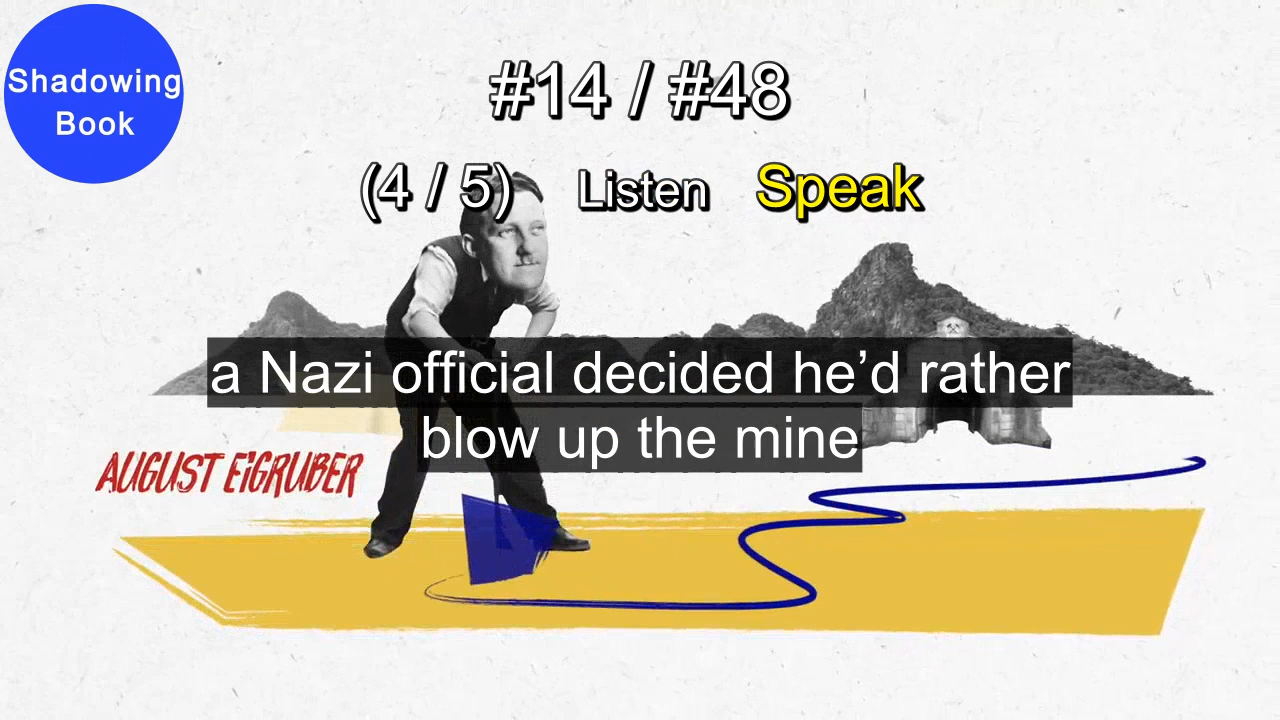 Shadowing
Book
#14 / #48
(4 / 5) Listen Speak
a Nazi official decided he’d rather
blow up the mine
AUGUST EiGRUBER